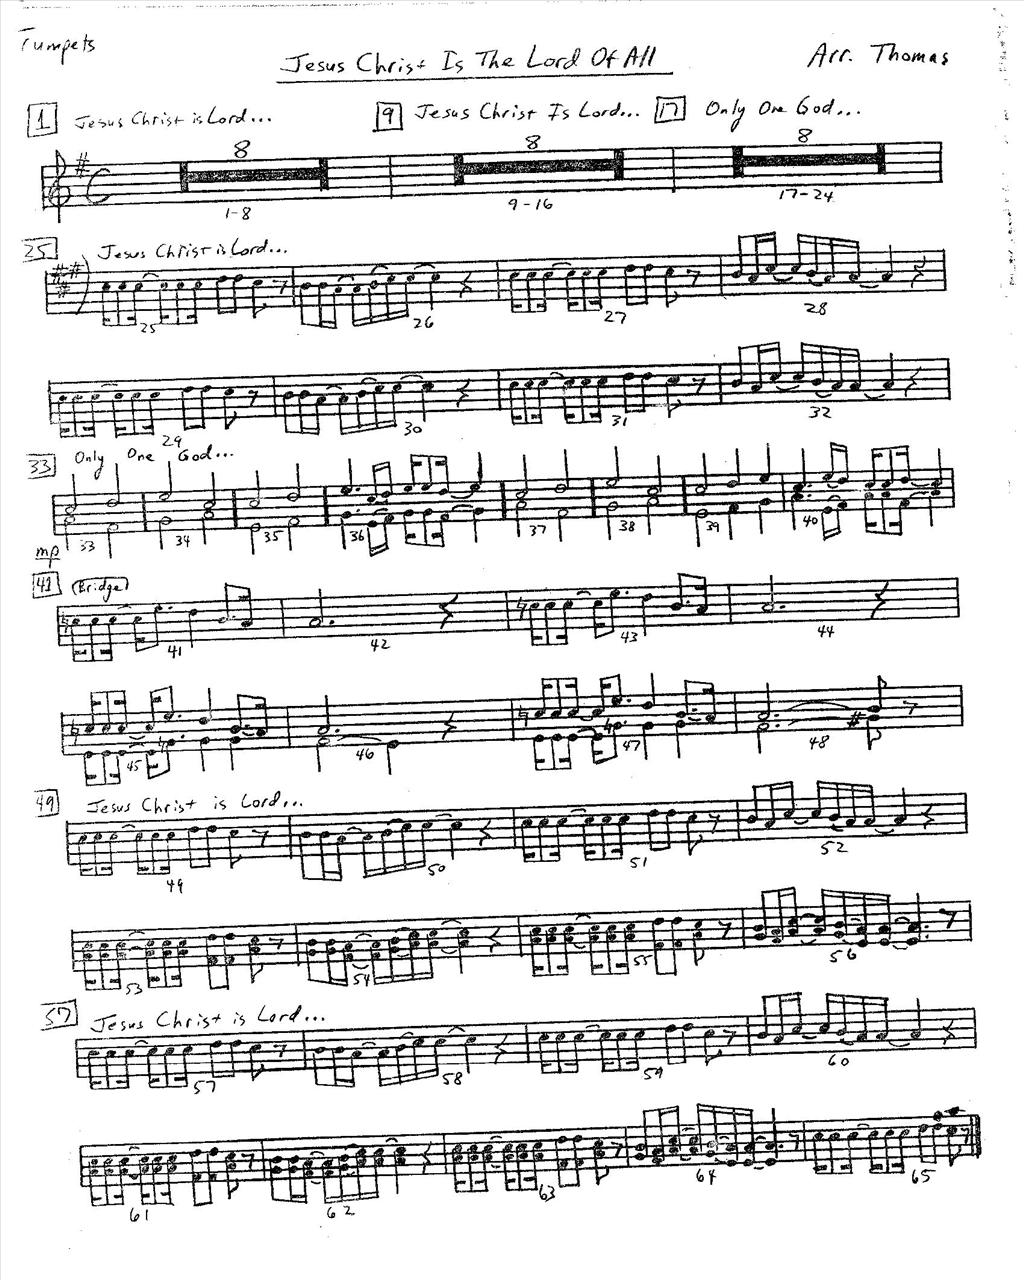 Trumpets
Jesus Christ Is The Lord Of All
Arr. Thomas
1 Jesus Christ is Lord... 9 Jesus Christ Is Lord... 17 Only One God...
8 8 8
1-8 9-16 17-24
25 Jesus Christ is Lord...
25 26 27 28
29 30 31 32
33 Only One God...
33 34 35 36 37 38 39 40
mp
41 (Bridge)
41 42 43 44
45 46 47 48
49 Jesus Christ is Lord...
49 50 51 52
53 54 55 56
57 Jesus Christ is Lord...
57 58 59 60
61 62 63 64 65